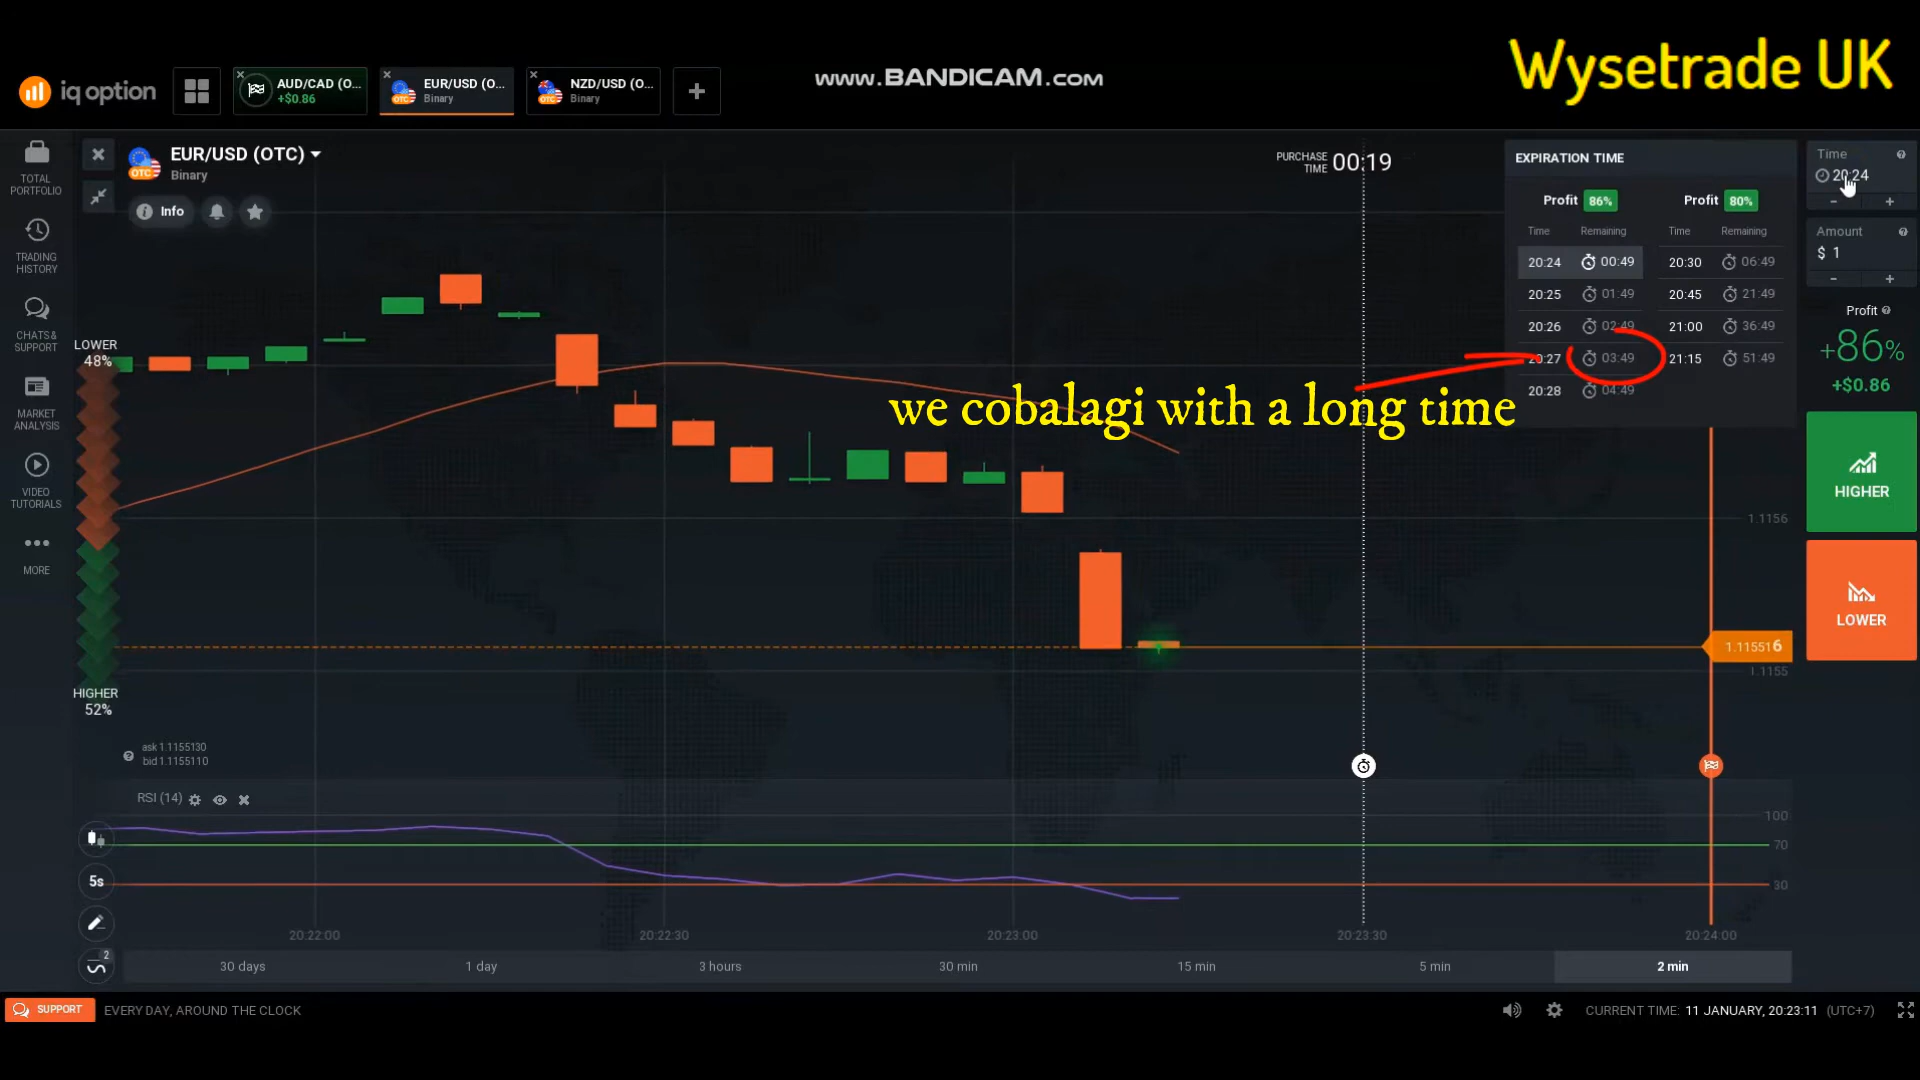 Wysetrade UK
www.BANDICAM.com
iq option
AUD/CAD (O...
+$0.86
EUR/USD (O...
Binary
NZD/USD (O...
Binary
TOTAL PORTFOLIO
TRADING HISTORY
CHATS & SUPPORT
MARKET ANALYSIS
VIDEO TUTORIALS
MORE
EUR/USD (OTC)
Binary
Info
LOWER
48%
HIGHER
52%
ask 1.1155130
bid 1.1155110
PURCHASE TIME 00:19
we cobalagi with a long time
EXPIRATION TIME
Profit 86% Profit 80%
Time Remaining Time Remaining
20:24 00:49 20:30 06:49
20:25 01:49 20:45 21:49
20:26 02:49 21:00 36:49
20:27 03:49 21:15 51:49
20:28 04:49
Time
20:24
- +
Amount
$ 1
- +
Profit
+86%
+$0.86
HIGHER
LOWER
1.1156
1.115516
1.1155
RSI (14)
100
70
30
5s
2
20:22:00 20:22:30 20:23:00 20:23:30 20:24:00
30 days 1 day 3 hours 30 min 15 min 5 min 2 min
SUPPORT EVERY DAY, AROUND THE CLOCK
CURRENT TIME: 11 JANUARY, 20:23:11 (UTC+7)